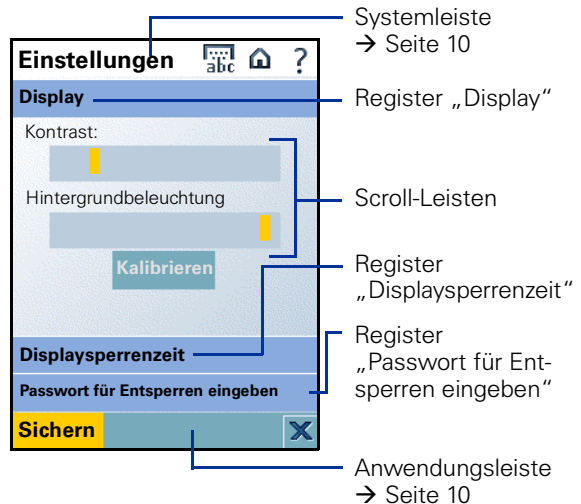 Einstellungen abc ?
Display
Kontrast:
Hintergrundbeleuchtung
Kalibrieren
Displaysperrenzeit
Passwort für Entsperren eingeben
Sichern X
Systemleiste
→ Seite 10
Register „Display"
Scroll-Leisten
Register
„Displaysperrenzeit"
Register
„Passwort für Ent-
sperren eingeben"
Anwendungsleiste
→ Seite 10